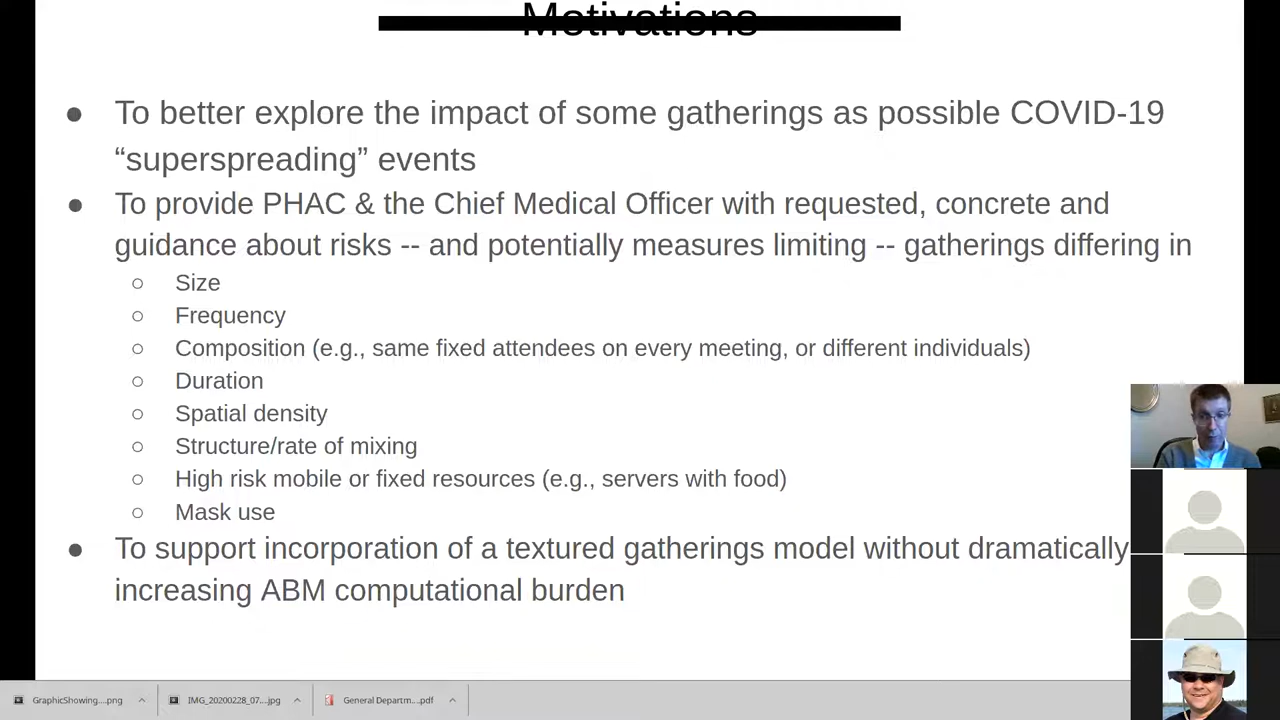 Motivations
● To better explore the impact of some gatherings as possible COVID-19
“superspreading” events
● To provide PHAC & the Chief Medical Officer with requested, concrete and
guidance about risks -- and potentially measures limiting -- gatherings differing in
○ Size
○ Frequency
○ Composition (e.g., same fixed attendees on every meeting, or different individuals)
○ Duration
○ Spatial density
○ Structure/rate of mixing
○ High risk mobile or fixed resources (e.g., servers with food)
○ Mask use
● To support incorporation of a textured gatherings model without dramatically
increasing ABM computational burden
GraphicShowing....png IMG_20200228_07...jpg General Departm....pdf